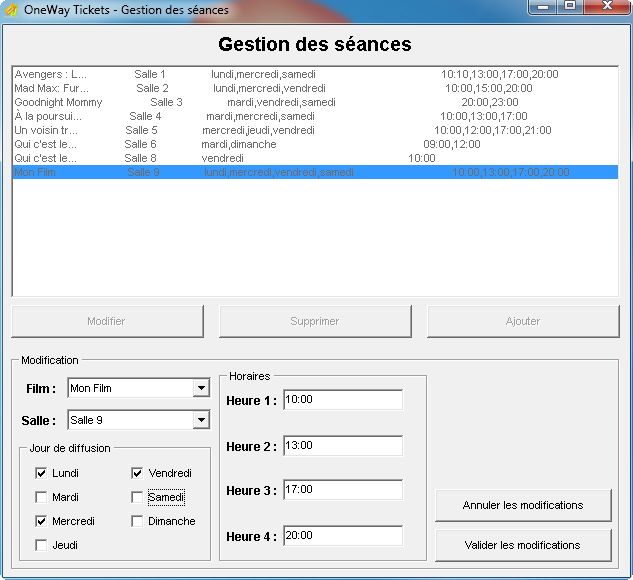 OneWay Tickets - Gestion des séances
Gestion des séances
Avengers : L... Salle 1 lundi,mercredi,samedi 10:10,13:00,17:00,20:00
Mad Max: Fur... Salle 2 lundi,mercredi,vendredi 10:00,15:00,20:00
Goodnight Mommy Salle 3 mardi,vendredi,samedi 20:00,23:00
À la poursui... Salle 4 mardi,mercredi,samedi 10:00,13:00,17:00
Un voisin tr... Salle 5 mercredi,jeudi,vendredi 10:00,12:00,17:00,21:00
Qui c'est le... Salle 6 mardi,dimanche 09:00,12:00
Qui c'est le... Salle 8 vendredi 10:00
Mon Film Salle 9 lundi,mercredi,vendredi,samedi 10:00,13:00,17:00,20:00
Modifier Supprimer Ajouter
Modification
Film : Mon Film
Salle : Salle 9
Jour de diffusion
Lundi Vendredi
Mardi Samedi
Mercredi Dimanche
Jeudi
Horaires
Heure 1 : 10:00
Heure 2 : 13:00
Heure 3 : 17:00
Heure 4 : 20:00
Annuler les modifications
Valider les modifications